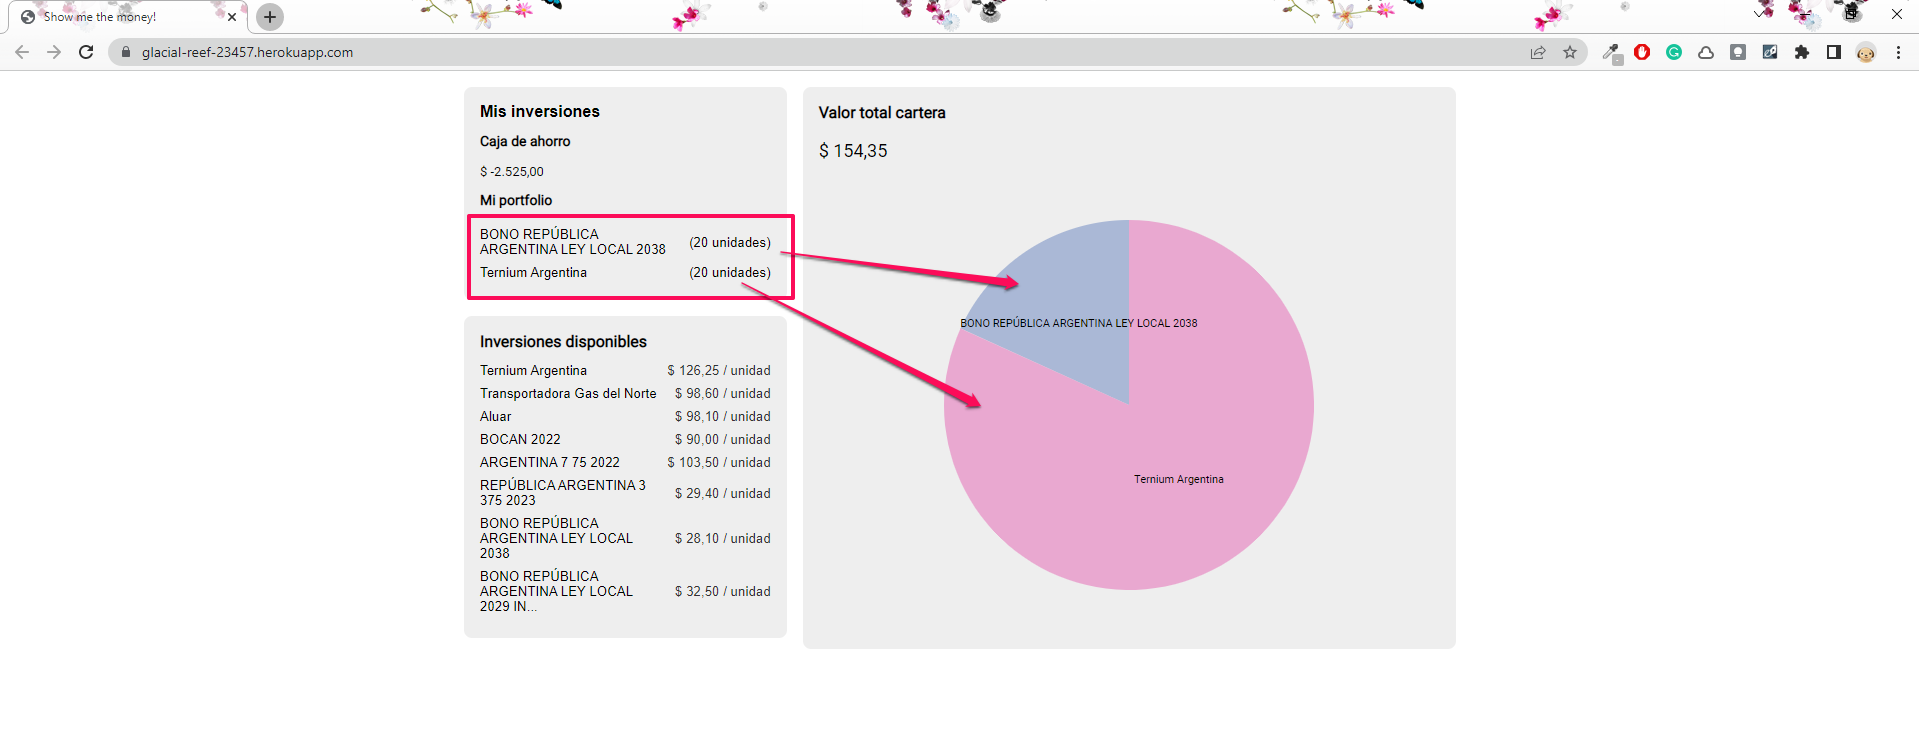 Show me the money!
glacial-reef-23457.herokuapp.com
Mis inversiones
Caja de ahorro
$ -2.525,00
Mi portfolio
BONO REPÚBLICA
ARGENTINA LEY LOCAL 2038
(20 unidades)
Ternium Argentina (20 unidades)
Inversiones disponibles
Ternium Argentina $ 126,25 / unidad
Transportadora Gas del Norte $ 98,60 / unidad
Aluar $ 98,10 / unidad
BOCAN 2022 $ 90,00 / unidad
ARGENTINA 7 75 2022 $ 103,50 / unidad
REPÚBLICA ARGENTINA 3
375 2023
$ 29,40 / unidad
BONO REPÚBLICA
ARGENTINA LEY LOCAL
2038
$ 28,10 / unidad
BONO REPÚBLICA
ARGENTINA LEY LOCAL
2029 IN...
$ 32,50 / unidad
Valor total cartera
$ 154,35
BONO REPÚBLICA ARGENTINA LEY LOCAL 2038
Ternium Argentina